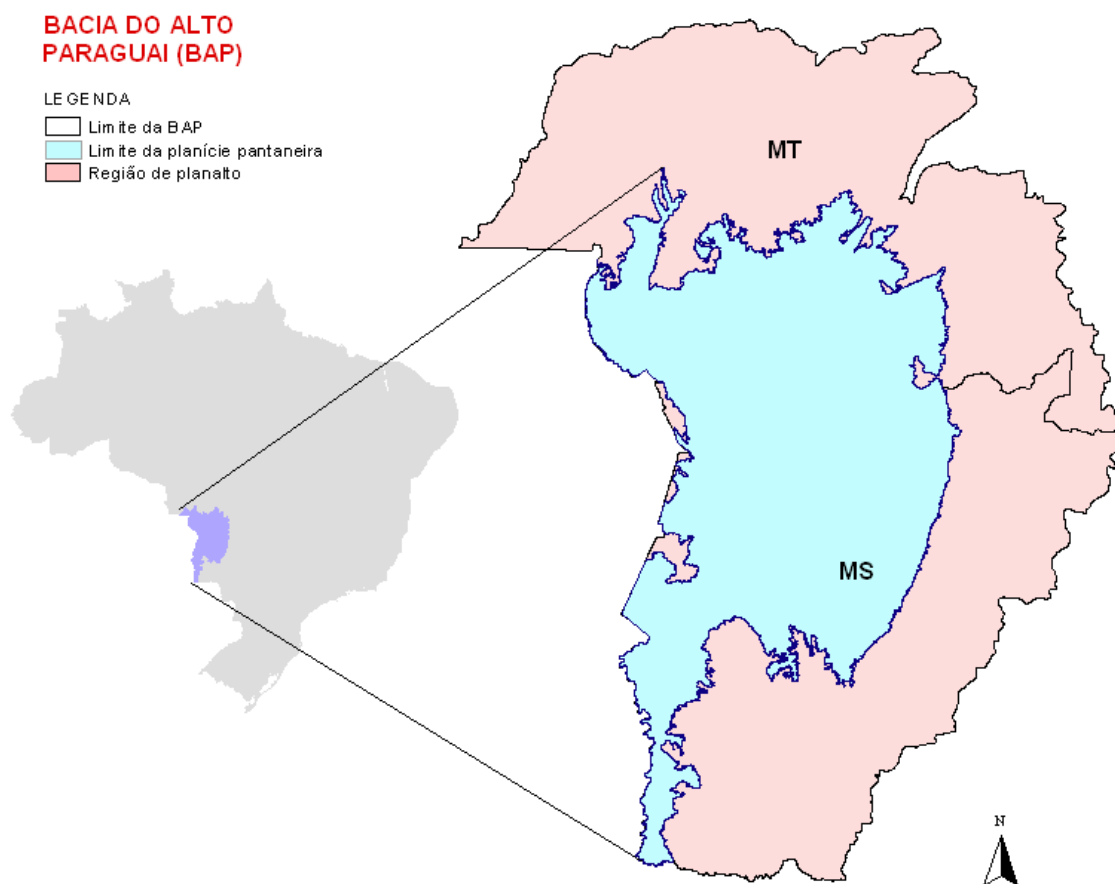 BACIA DO ALTO
PARAGUAI (BAP)
LEGENDA
Limite da BAP
Limite da planície pantaneira
Região de planalto
MT
MS
N